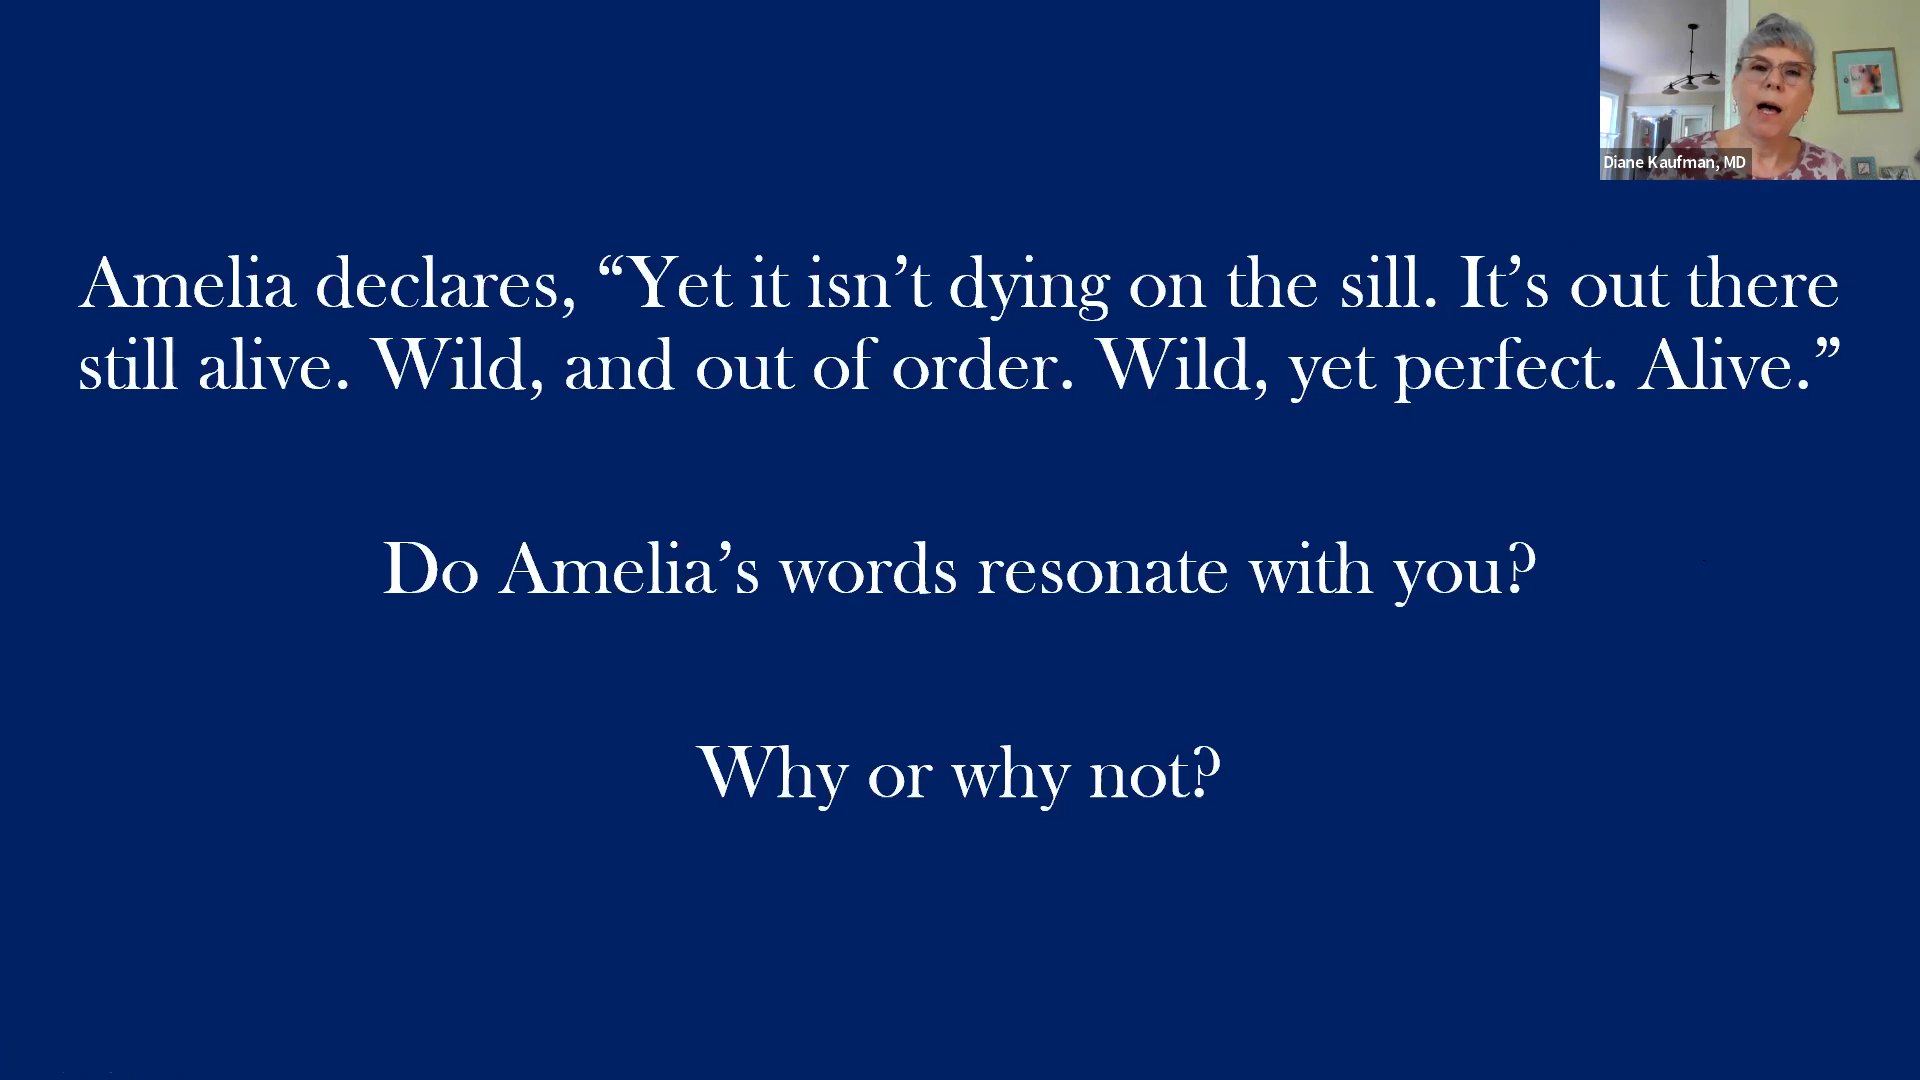 Diane Kaufman, MD
Amelia declares, “Yet it isn’t dying on the sill. It’s out there
still alive. Wild, and out of order. Wild, yet perfect. Alive.”
Do Amelia’s words resonate with you?
Why or why not?